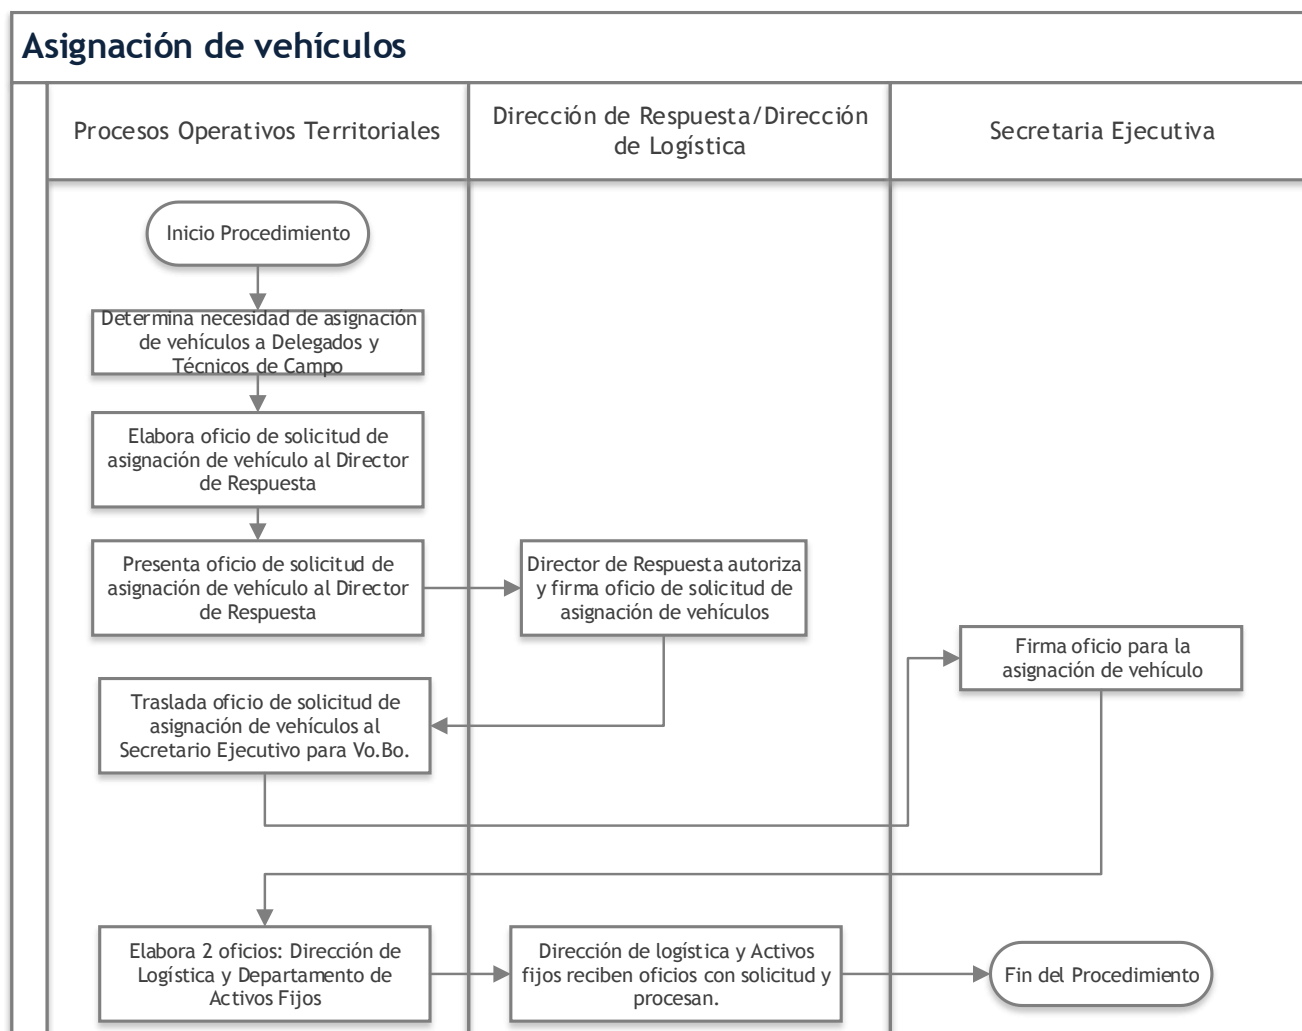 Asignación de vehículos
Procesos Operativos Territoriales
Dirección de Respuesta/Dirección
de Logística
Secretaria Ejecutiva
Inicio Procedimiento
Determina necesidad de asignación
de vehículos a Delegados y
Técnicos de Campo
Elabora oficio de solicitud de
asignación de vehículo al Director
de Respuesta
Presenta oficio de solicitud de
asignación de vehículo al Director
de Respuesta
Director de Respuesta autoriza
y firma oficio de solicitud de
asignación de vehículos
Traslada oficio de solicitud de
asignación de vehículos al
Secretario Ejecutivo para Vo.Bo.
Firma oficio para la
asignación de vehículo
Elabora 2 oficios: Dirección de
Logística y Departamento de
Activos Fijos
Dirección de logística y Activos
fijos reciben oficios con solicitud y
procesan.
Fin del Procedimiento